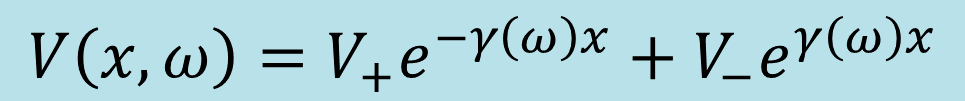 V(x, ω) = V₊e^{−γ(ω)x} + V₋e^{γ(ω)x}